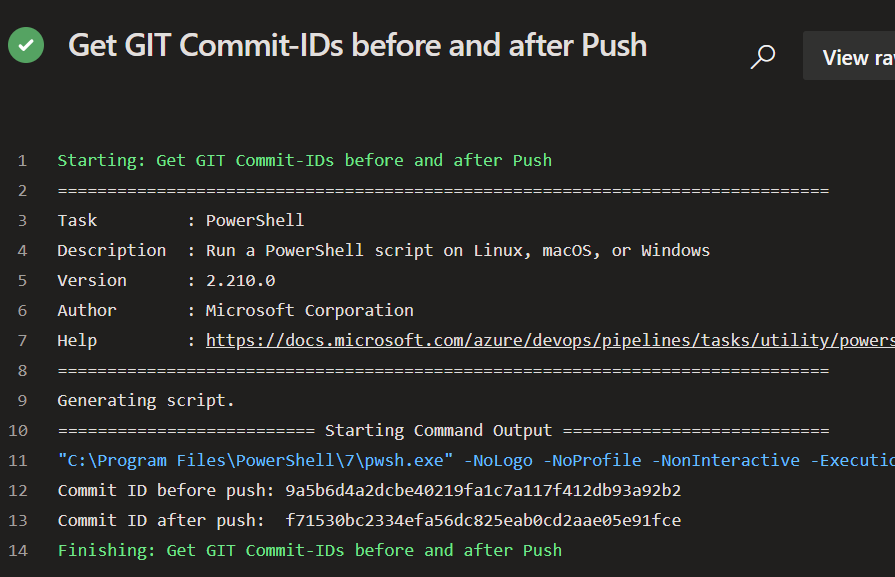 Get GIT Commit-IDs before and after Push
View ra
1 Starting: Get GIT Commit-IDs before and after Push
2 ==============================================================================
3 Task         : PowerShell
4 Description  : Run a PowerShell script on Linux, macOS, or Windows
5 Version      : 2.210.0
6 Author       : Microsoft Corporation
7 Help         : https://docs.microsoft.com/azure/devops/pipelines/tasks/utility/powers
8 ==============================================================================
9 Generating script.
10 ========================== Starting Command Output ===========================
11 "C:\Program Files\PowerShell\7\pwsh.exe" -NoLogo -NoProfile -NonInteractive -Executio
12 Commit ID before push: 9a5b6d4a2dcbe40219fa1c7a117f412db93a92b2
13 Commit ID after push:  f71530bc2334efa56dc825eab0cd2aae05e91fce
14 Finishing: Get GIT Commit-IDs before and after Push